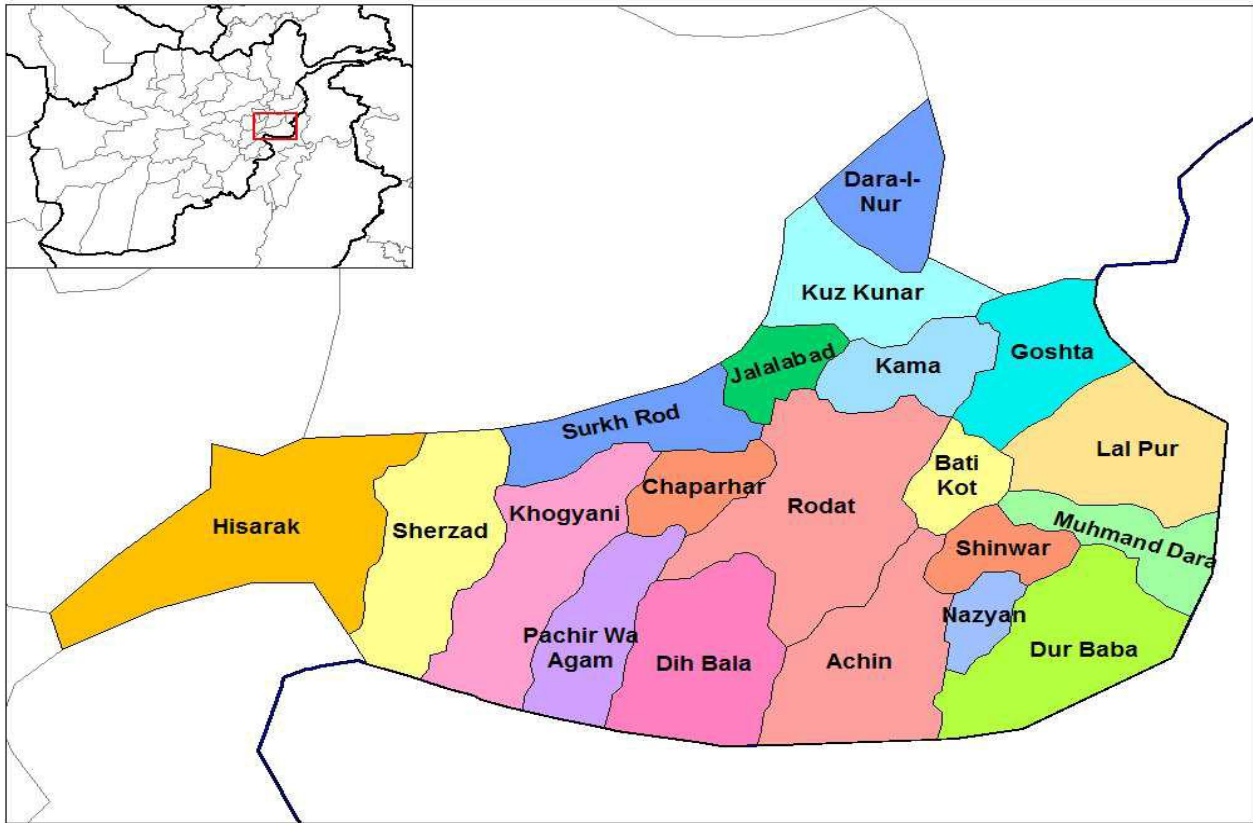 Dara-I-
Nur
Kuz Kunar
Jalalabad
Kama
Goshta
Surkh Rod
Lal Pur
Bati
Kot
Chaparhar
Khogyani
Rodat
Hisarak
Sherzad
Muhmand Dara
Shinwar
Nazyan
Pachir Wa
Agam
Dih Bala
Achin
Dur Baba